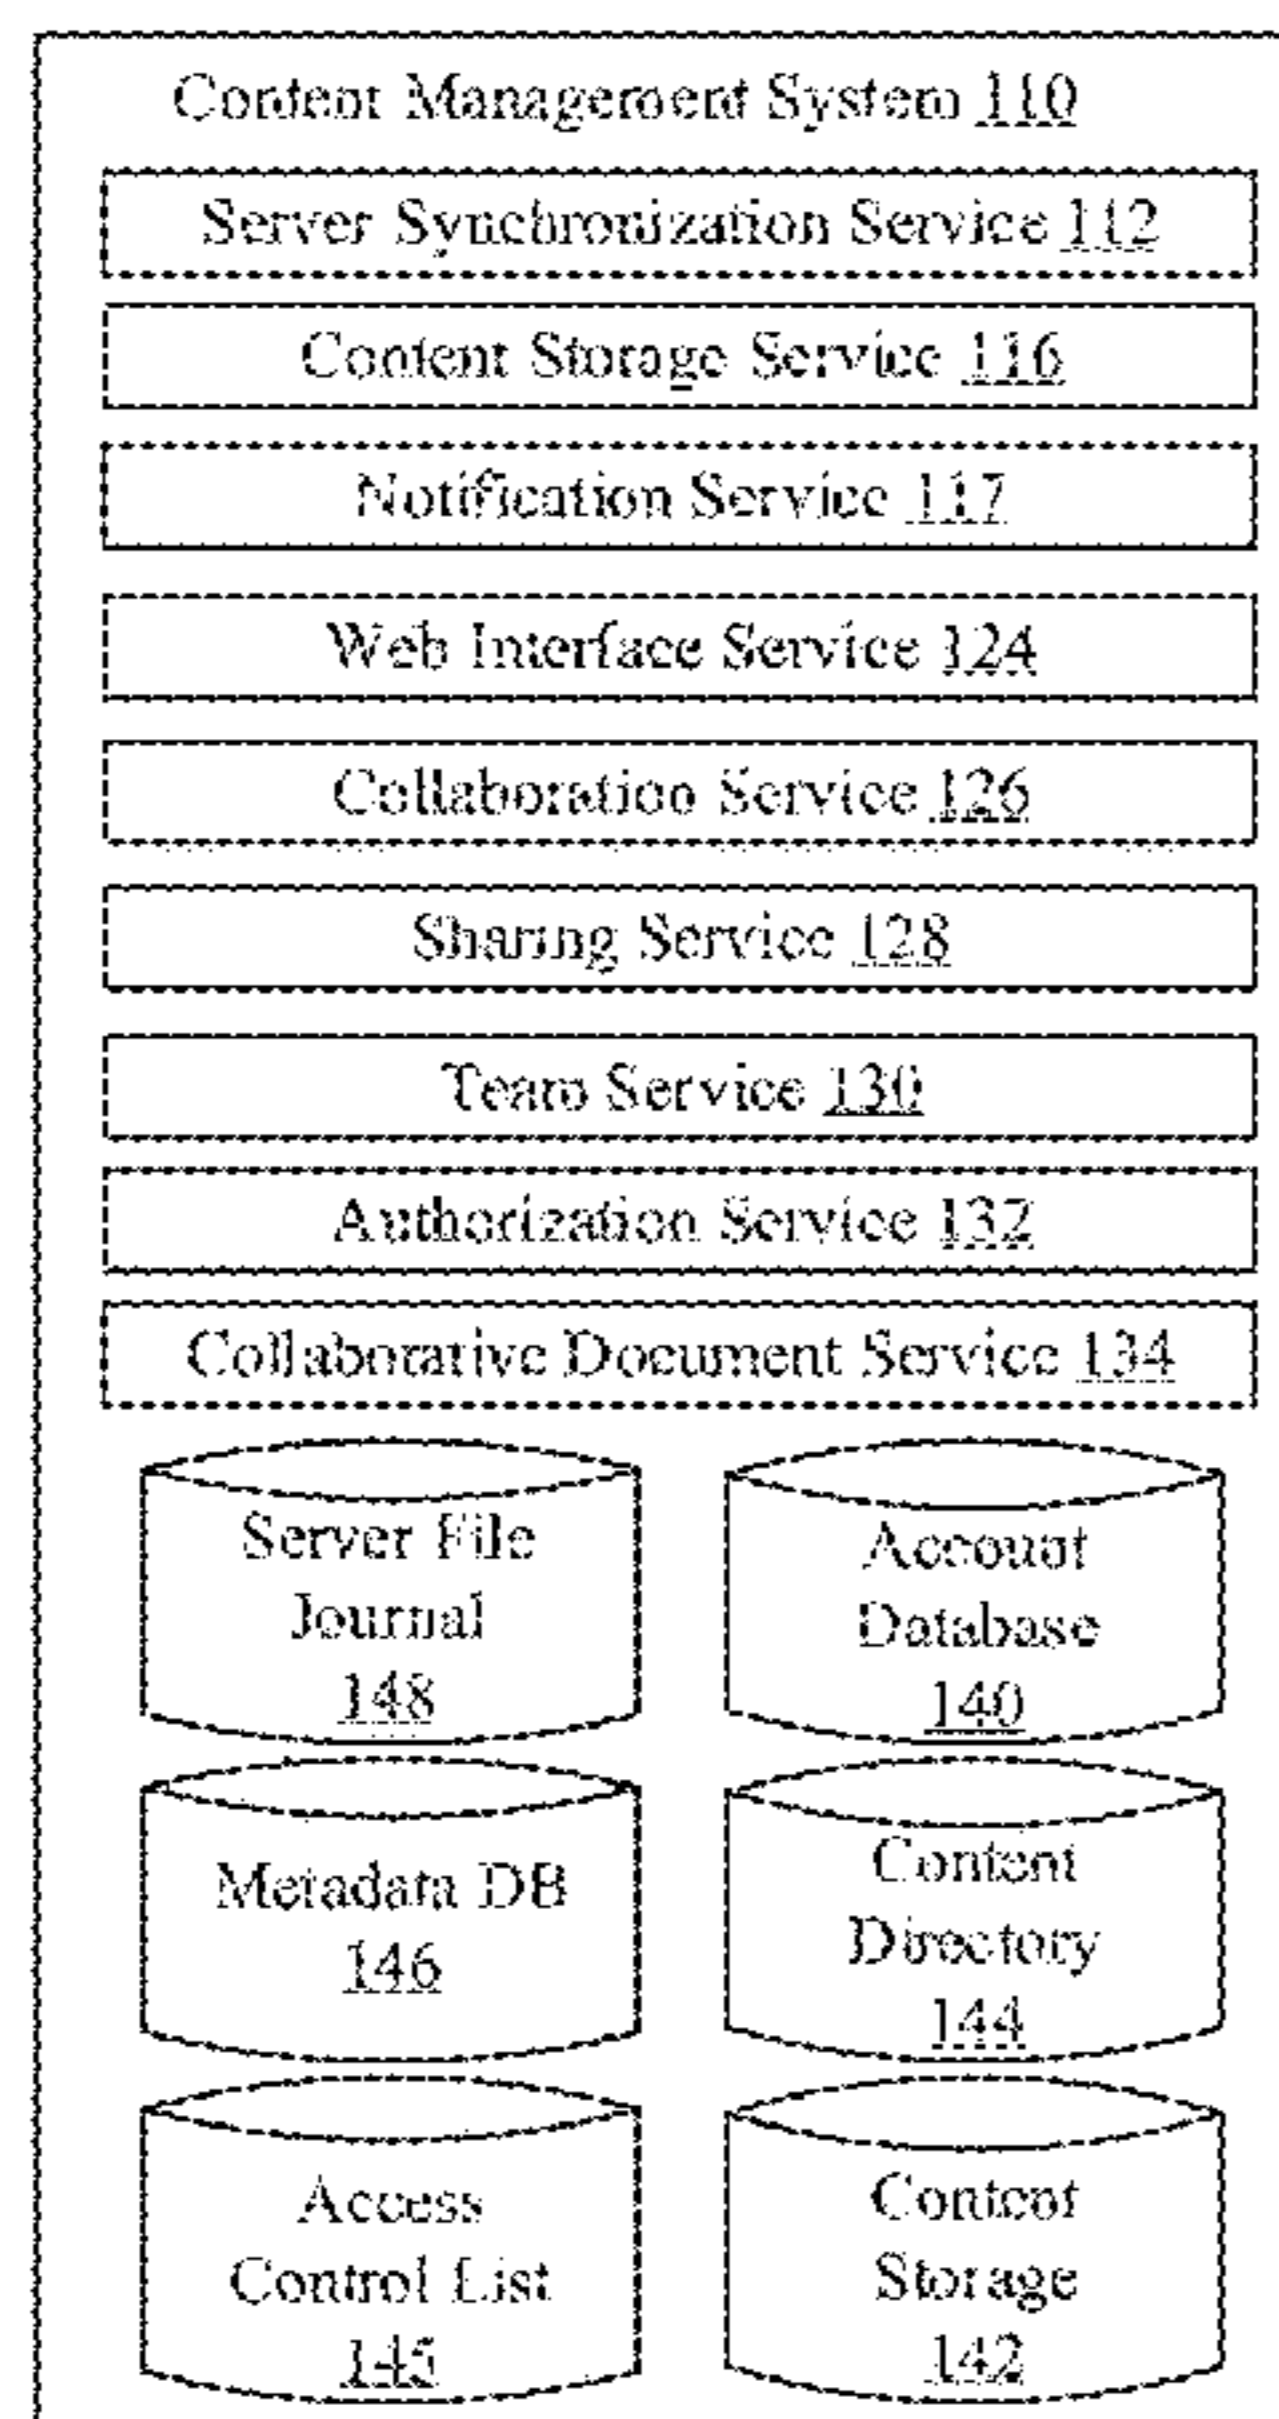 Content Management System 110
Server Synchronization Service 112
Content Storage Service 116
Notification Service 117
Web Interface Service 124
Collaboration Service 126
Sharing Service 128
Team Service 130
Authorization Service 132
Collaborative Document Service 134
Server File
Journal
148
Account
Database
140
Metadata DB
146
Content
Directory
144
Access
Control List
145
Content
Storage
142